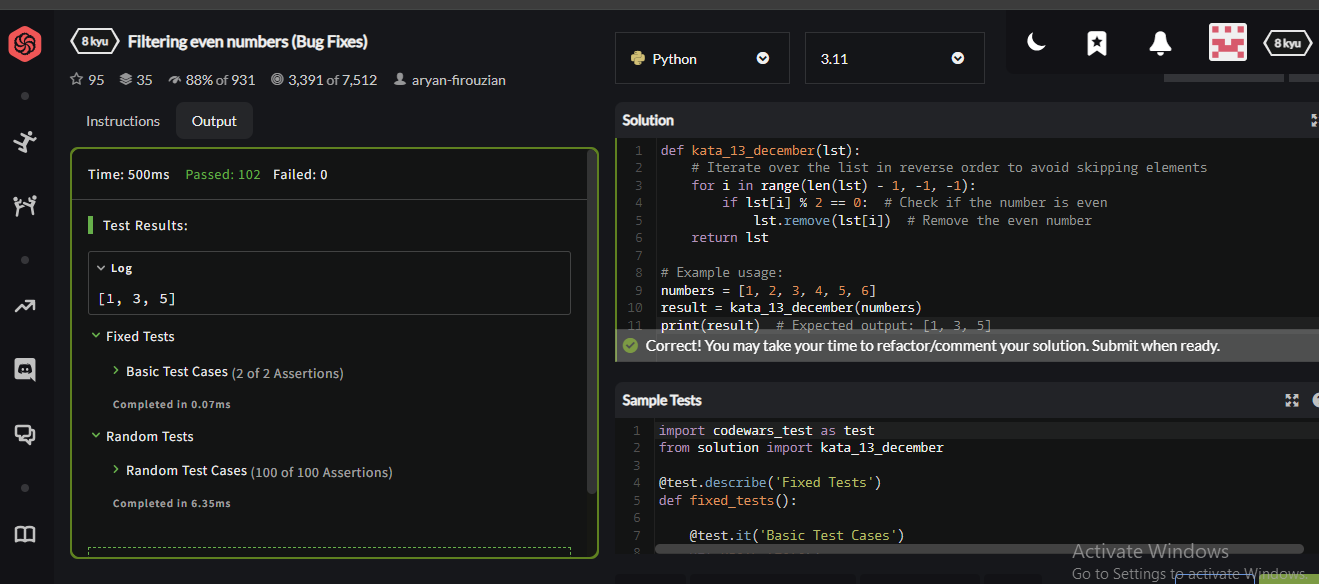 8 kyu Filtering even numbers (Bug Fixes)
95 35 88% of 931 3,391 of 7,512 aryan-firouzian
Python
3.11
8 kyu
Instructions Output
Time: 500ms Passed: 102 Failed: 0
Test Results:
Log
[1, 3, 5]
Fixed Tests
Basic Test Cases (2 of 2 Assertions)
Completed in 0.07ms
Random Tests
Random Test Cases (100 of 100 Assertions)
Completed in 6.35ms
Solution
1 def kata_13_december(lst):
2     # Iterate over the list in reverse order to avoid skipping elements
3     for i in range(len(lst) - 1, -1, -1):
4         if lst[i] % 2 == 0:  # Check if the number is even
5             lst.remove(lst[i])  # Remove the even number
6     return lst
7
8 # Example usage:
9 numbers = [1, 2, 3, 4, 5, 6]
10 result = kata_13_december(numbers)
11 print(result)  # Expected output: [1, 3, 5]
Correct! You may take your time to refactor/comment your solution. Submit when ready.
Sample Tests
1 import codewars_test as test
2 from solution import kata_13_december
3
4 @test.describe('Fixed Tests')
5 def fixed_tests():
6
7     @test.it('Basic Test Cases')
8
Activate Windows
Go to Settings to activate Windows.